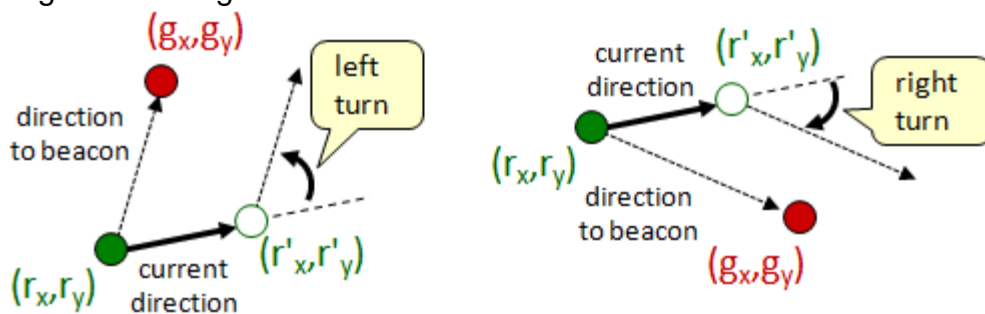 (gx,gy)
left
turn
direction
to beacon
(rx,ry)
current
direction
(r'x,r'y)
current
direction
(r'x,r'y)
right
turn
(rx,ry)
direction
to beacon
(gx,gy)